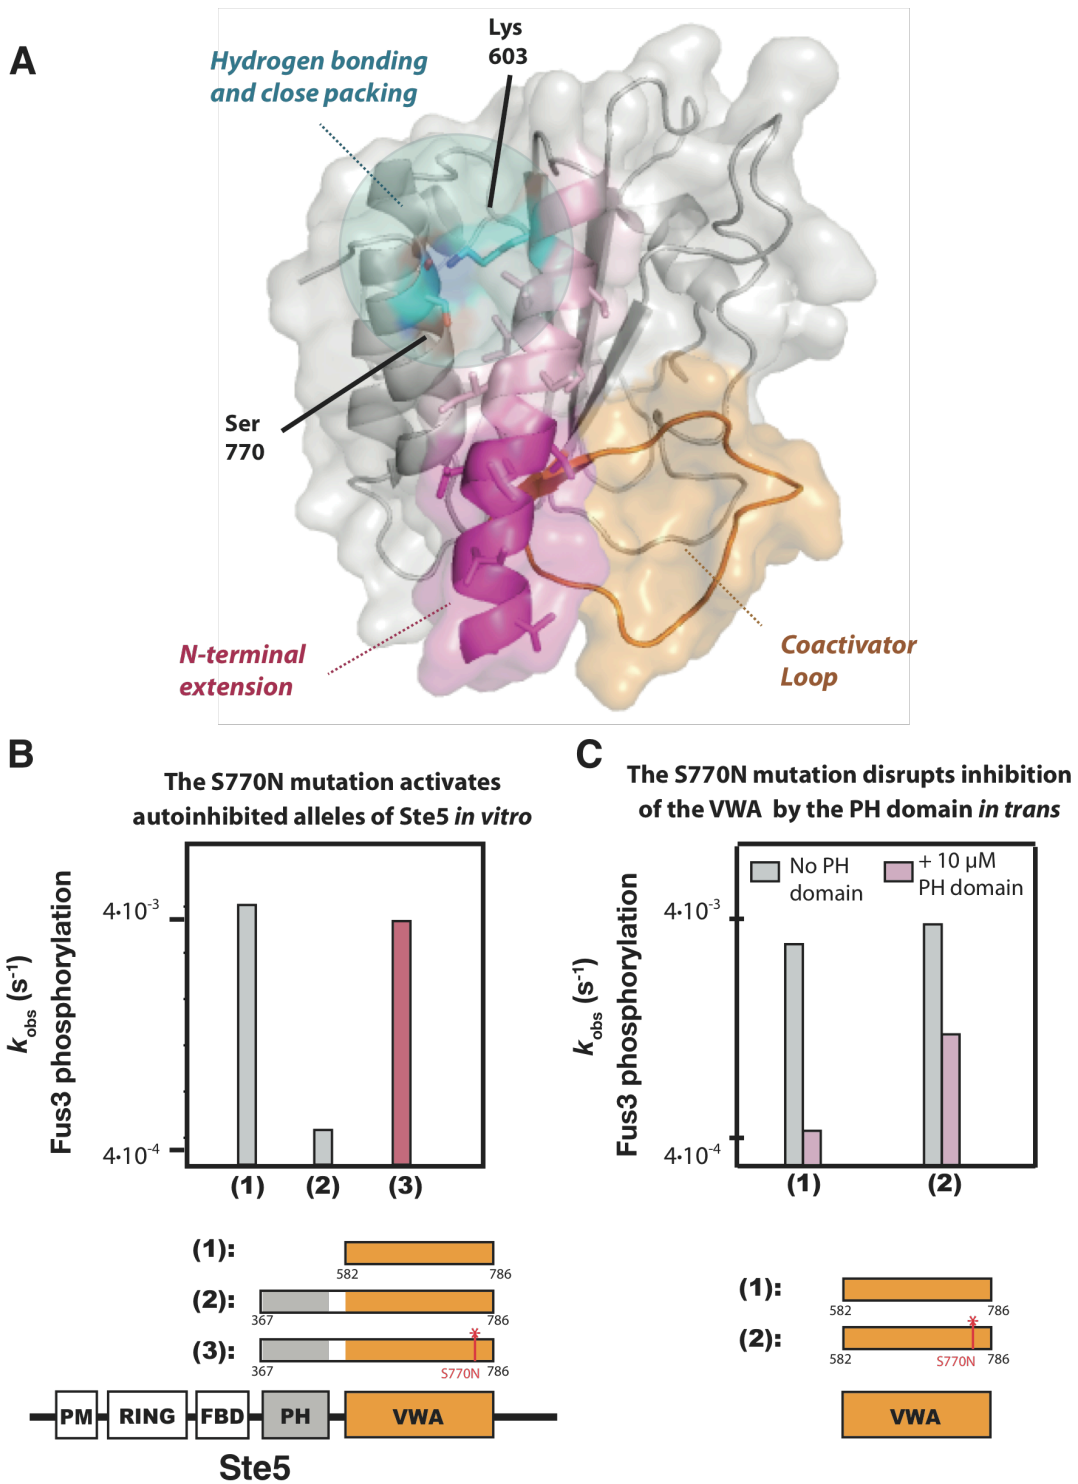 A
Hydrogen bonding
and close packing
Lys
603
Ser
770
N-terminal
extension
Coactivator
Loop
B
The S770N mutation activates
autoinhibited alleles of Ste5 in vitro
kobs (s-1)
Fus3 phosphorylation
4•10-3
4•10-4
(1) (2) (3)
(1):
582 786
(2):
367 786
(3):
367 S770N 786
*
PM RING FBD PH VWA
Ste5
C
The S770N mutation disrupts inhibition
of the VWA by the PH domain in trans
No PH
domain
+ 10 µM
PH domain
kobs (s-1)
Fus3 phosphorylation
4•10-3
4•10-4
(1) (2)
(1):
582 786
*
(2):
582 S770N 786
VWA